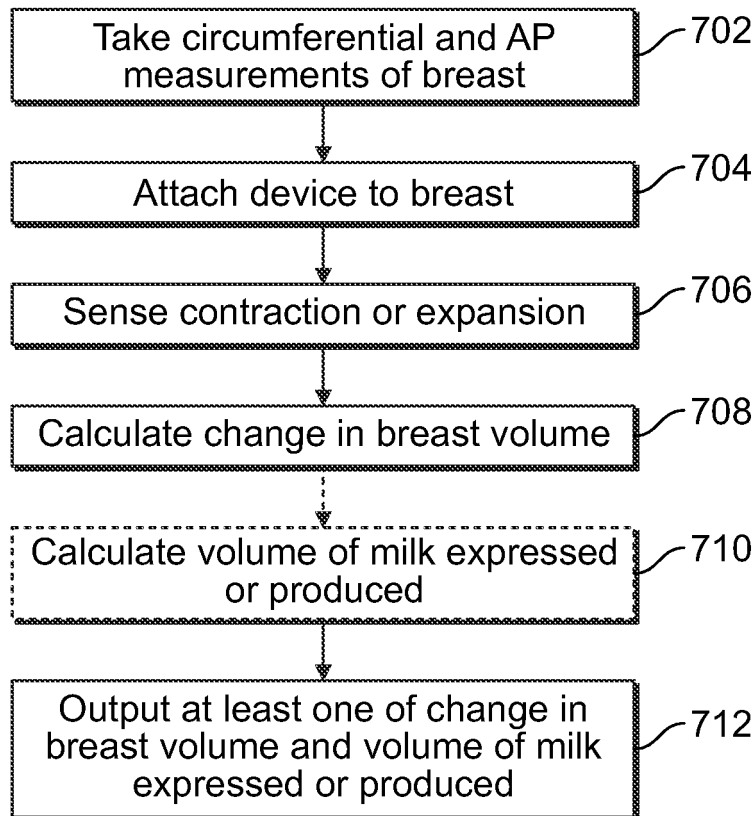 Take circumferential and AP
measurements of breast
702
Attach device to breast
704
Sense contraction or expansion
706
Calculate change in breast volume
708
Calculate volume of milk expressed
or produced
710
Output at least one of change in
breast volume and volume of milk
expressed or produced
712